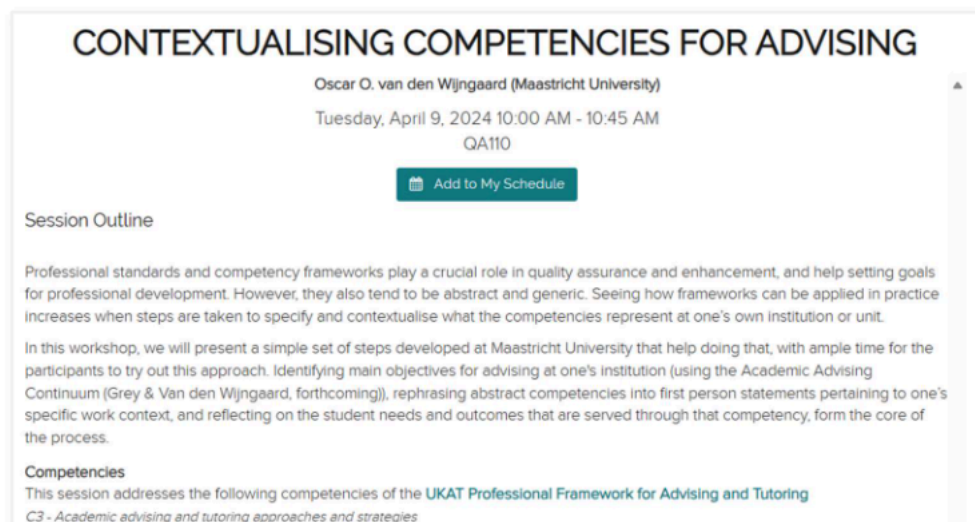 CONTEXTUALISING COMPETENCIES FOR ADVISING
Oscar O. van den Wijngaard (Maastricht University)
Tuesday, April 9, 2024 10:00 AM - 10:45 AM
QA110
Add to My Schedule
Session Outline
Professional standards and competency frameworks play a crucial role in quality assurance and enhancement, and help setting goals
for professional development. However, they also tend to be abstract and generic. Seeing how frameworks can be applied in practice
increases when steps are taken to specify and contextualise what the competencies represent at one's own institution or unit.
In this workshop, we will present a simple set of steps developed at Maastricht University that help doing that, with ample time for the
participants to try out this approach. Identifying main objectives for advising at one's institution (using the Academic Advising
Continuum (Grey & Van den Wijngaard, forthcoming)), rephrasing abstract competencies into first person statements pertaining to one's
specific work context, and reflecting on the student needs and outcomes that are served through that competency, form the core of
the process.
Competencies
This session addresses the following competencies of the UKAT Professional Framework for Advising and Tutoring
C3 - Academic advising and tutoring approaches and strategies